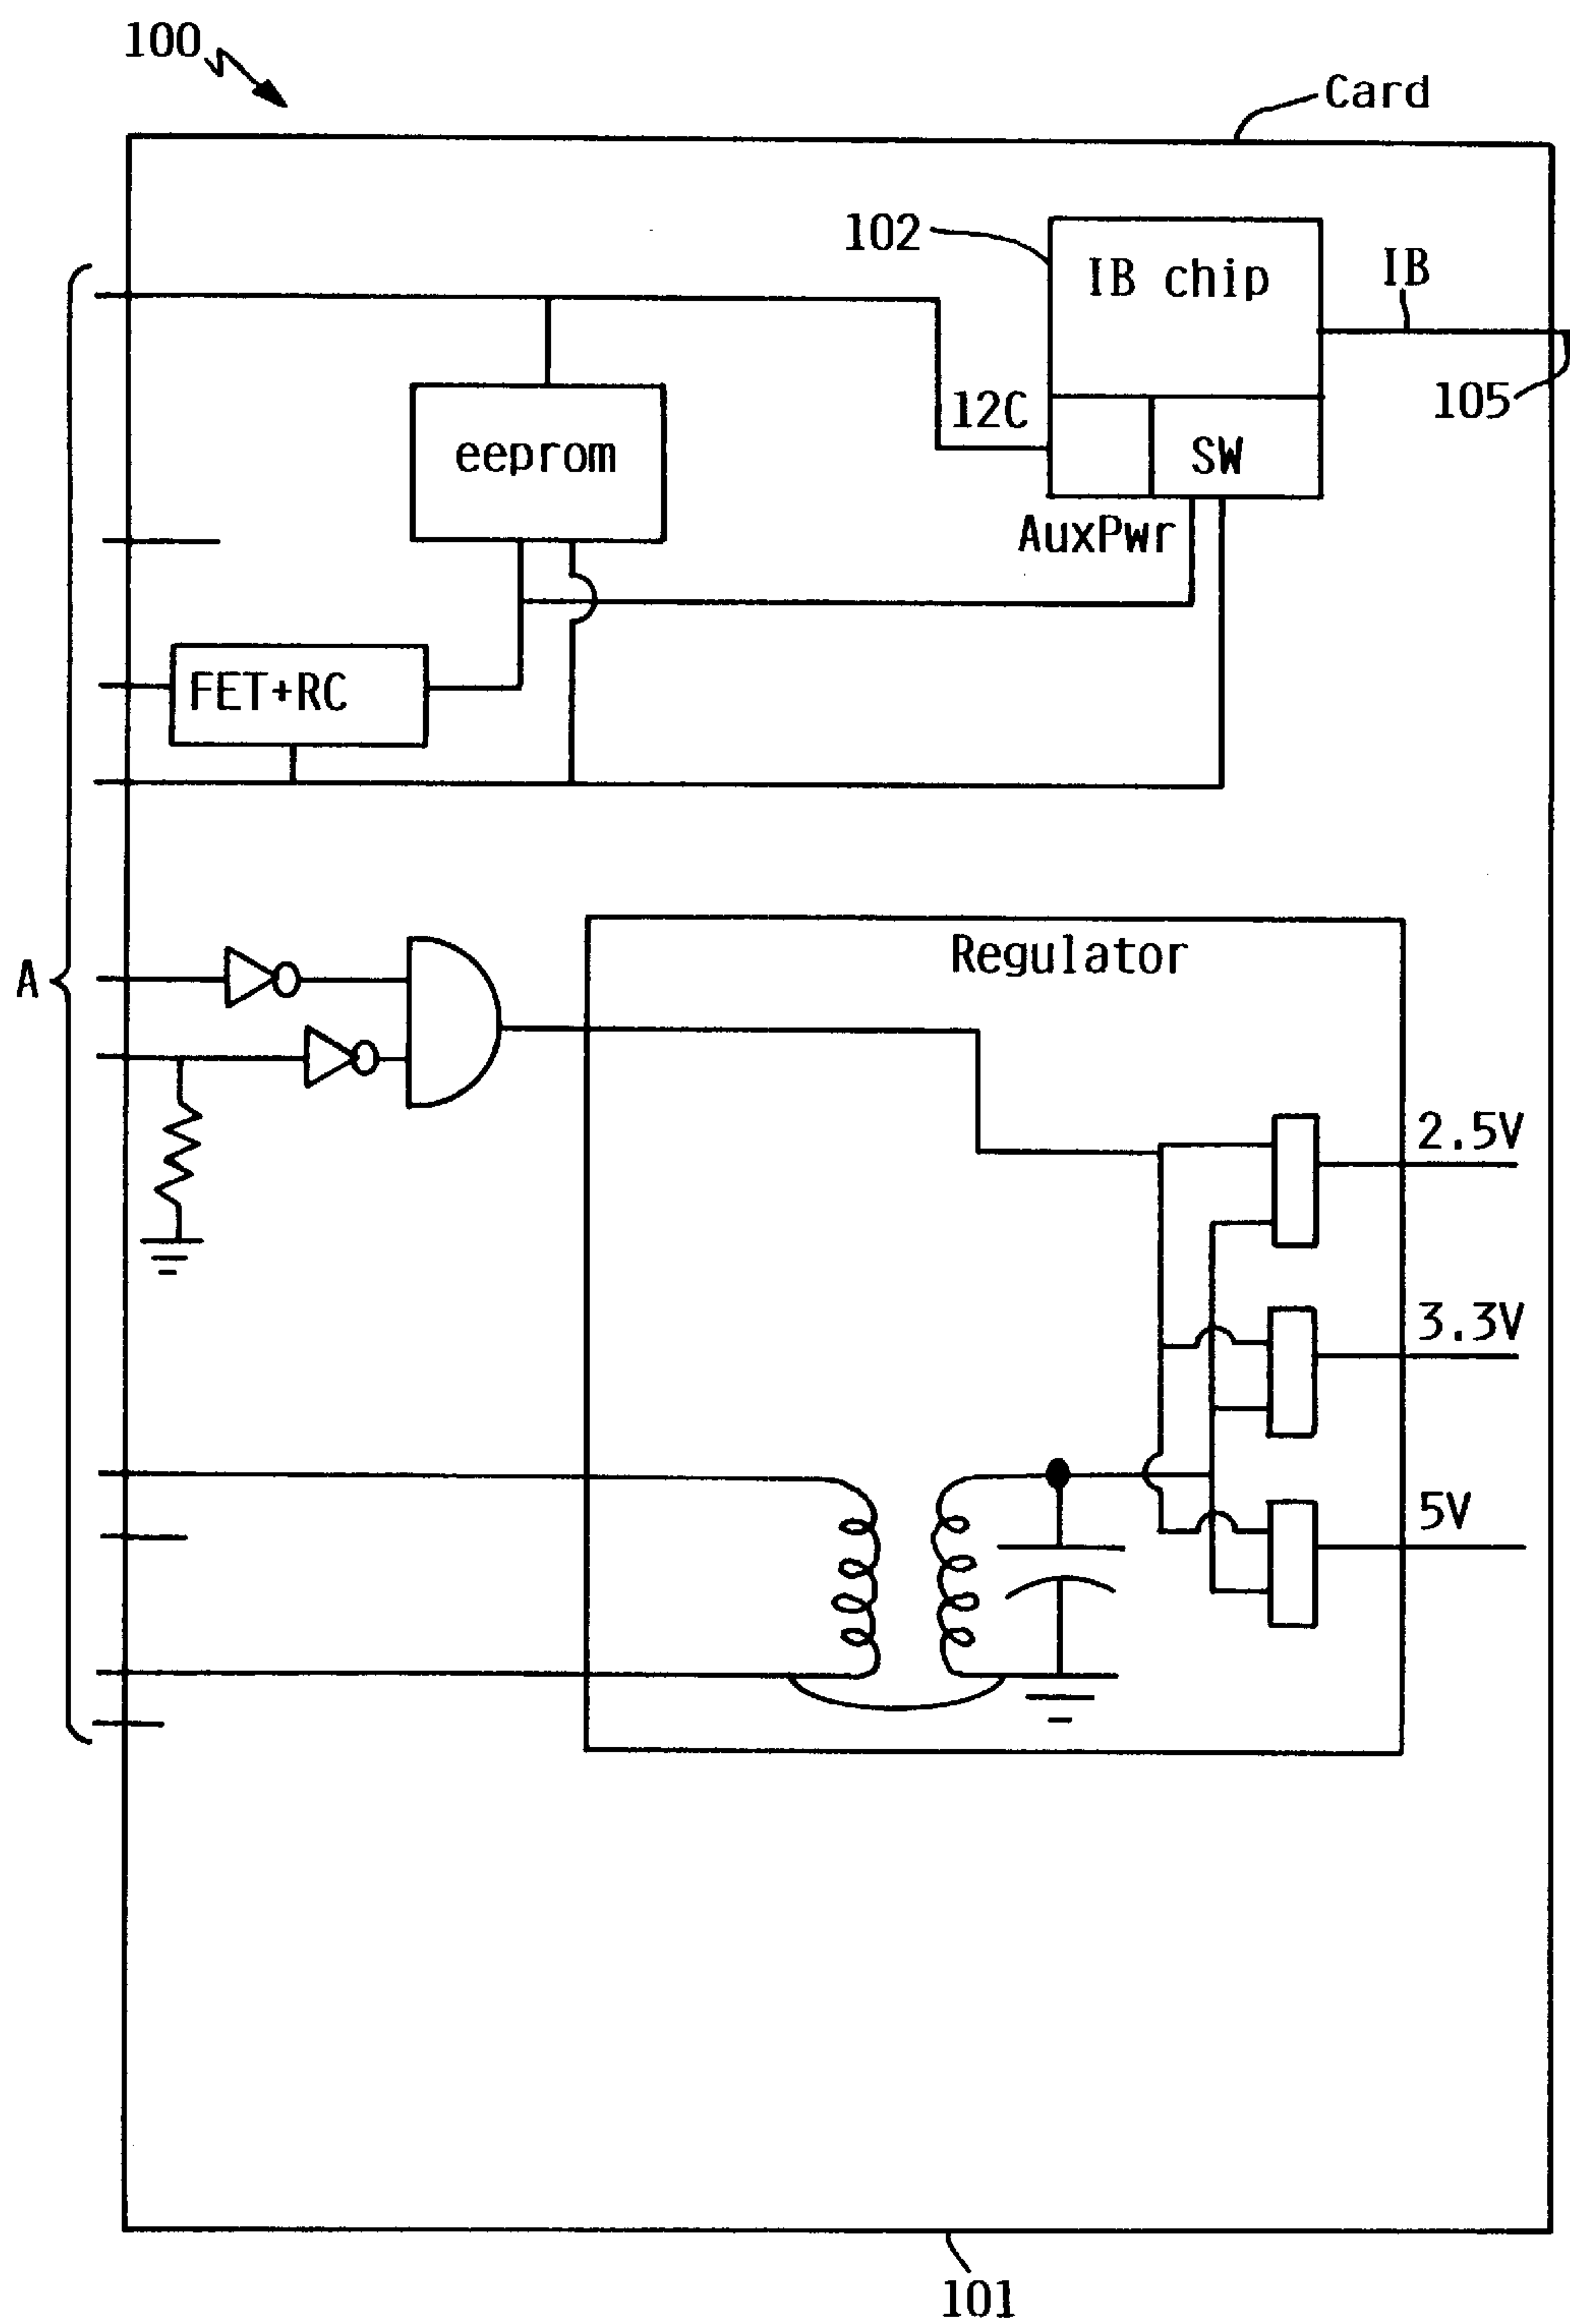 100
Card
102
IB chip
IB
105
12C
eeprom
SW
AuxPwr
FET+RC
A
Regulator
2.5V
3.3V
5V
101